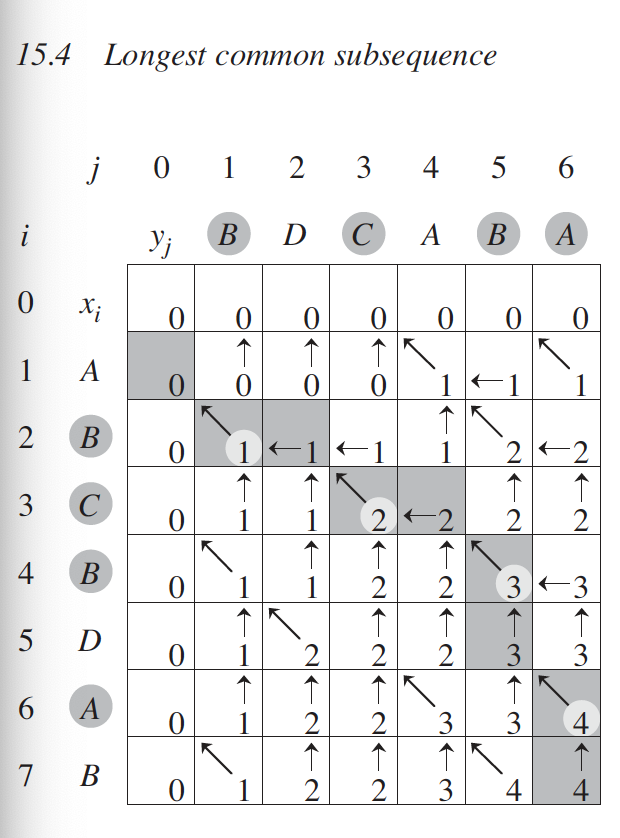 15.4 Longest common subsequence
j 0 1 2 3 4 5 6
i yj B D C A B A
0 xi 0 0 0 0 0 0 0
1 A 0 ↑0 ↑0 ↑0 ↖1 ←1 ↖1
2 B 0 ↖1 ←1 ←1 ↑1 ↖2 ←2
3 C 0 ↑1 ↑1 ↖2 ←2 ↑2 ↑2
4 B 0 ↖1 ↑1 ↑2 ↑2 ↖3 ←3
5 D 0 ↑1 ↖2 ↑2 ↑2 ↑3 ↑3
6 A 0 ↑1 ↑2 ↑2 ↖3 ↑3 ↖4
7 B 0 ↖1 ↑2 ↑2 ↑3 ↖4 ↑4